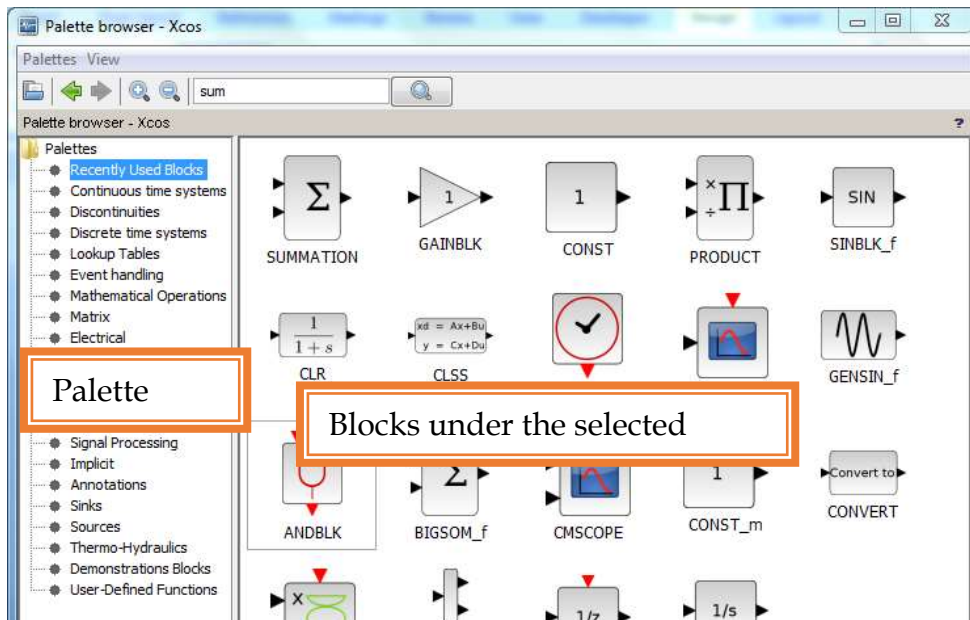 Palette browser - Xcos
Palettes View
sum
Palette browser - Xcos ?
Palettes
Recently Used Blocks
Continuous time systems
Discontinuities
Discrete time systems
Lookup Tables
Event handling
Mathematical Operations
Matrix
Electrical
Palette
Signal Processing
Implicit
Annotations
Sinks
Sources
Thermo-Hydraulics
Demonstrations Blocks
User-Defined Functions
Σ
SUMMATION
1
GAINBLK
1
CONST
× ∏
÷
PRODUCT
SIN
SINBLK_f
1
1 + s
CLR
xd = Ax+Bu
y = Cx+Du
CLSS
GENSIN_f
Blocks under the selected
ANDBLK
Σ
BIGSOM_f
CMSCOPE
1
CONST_m
Convert to
CONVERT
X
1/z
1/s